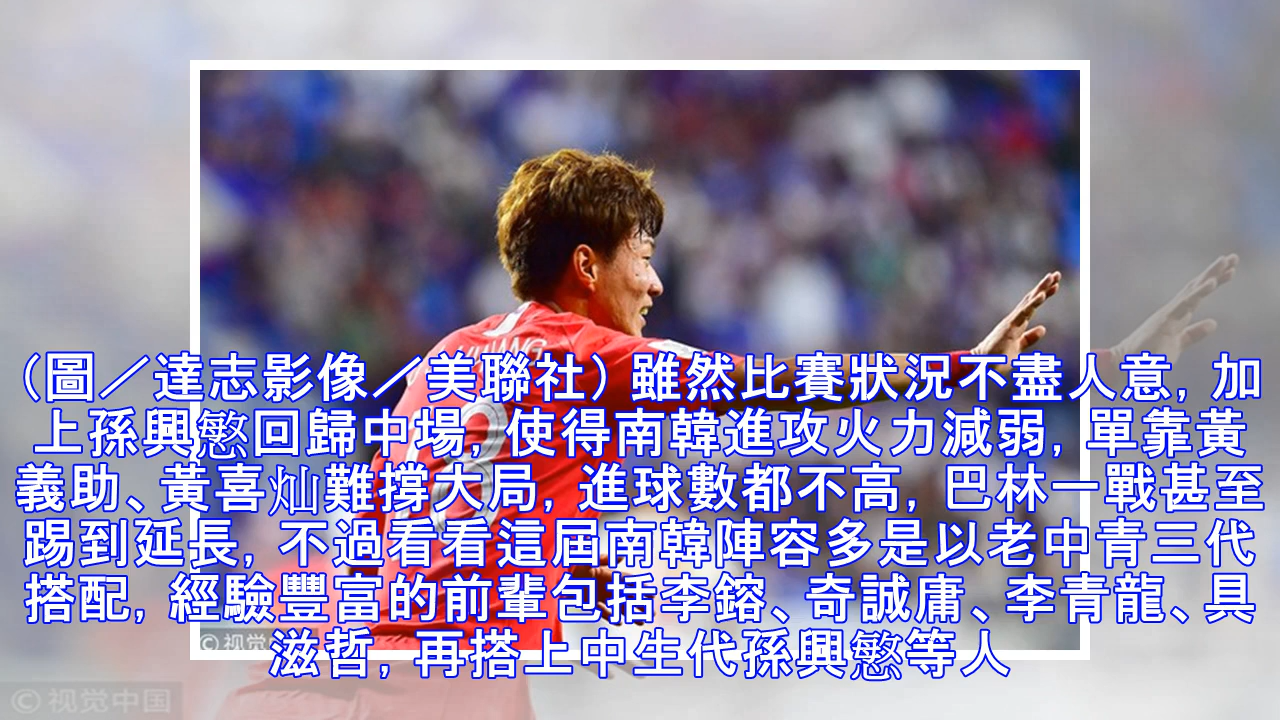 HWANG
18
(圖／達志影像／美聯社) 雖然比賽狀況不盡人意, 加
上孫興慜回歸中場, 使得南韓進攻火力減弱, 單靠黃
義助、黃喜灿難撐大局, 進球數都不高, 巴林一戰甚至
踢到延長, 不過看看這屆南韓陣容多是以老中青三代
搭配, 經驗豐富的前輩包括李鎔、奇誠庸、李青龍、具
滋哲, 再搭上中生代孫興慜等人
© 视觉中国